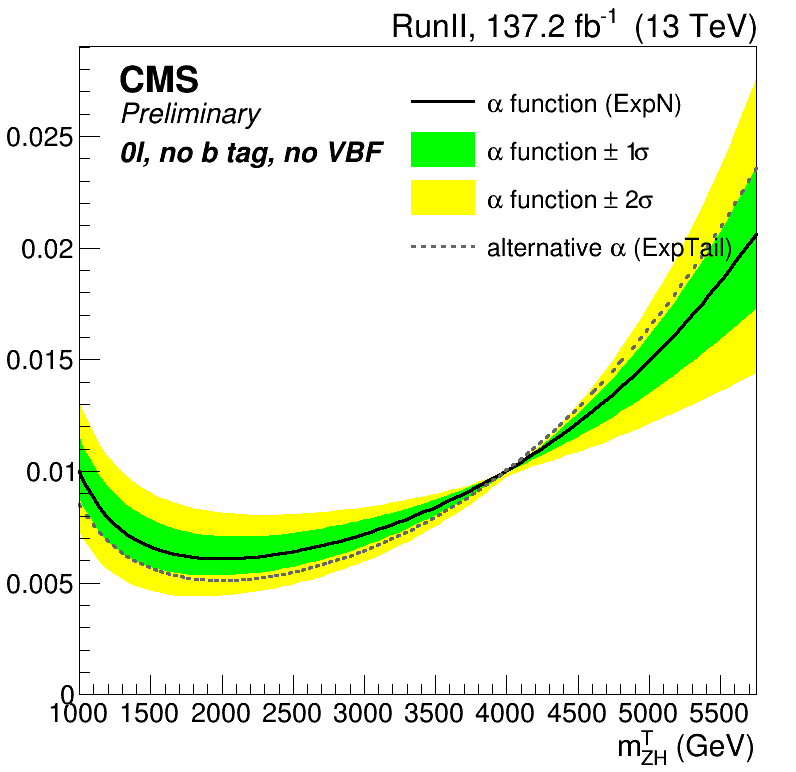 RunII, 137.2 fb⁻¹ (13 TeV)
CMS
Preliminary
0l, no b tag, no VBF
α function (ExpN)
α function ± 1σ
α function ± 2σ
alternative α (ExpTail)
0.025
0.02
0.015
0.01
0.005
0
1000 1500 2000 2500 3000 3500 4000 4500 5000 5500
m^T_ZH (GeV)